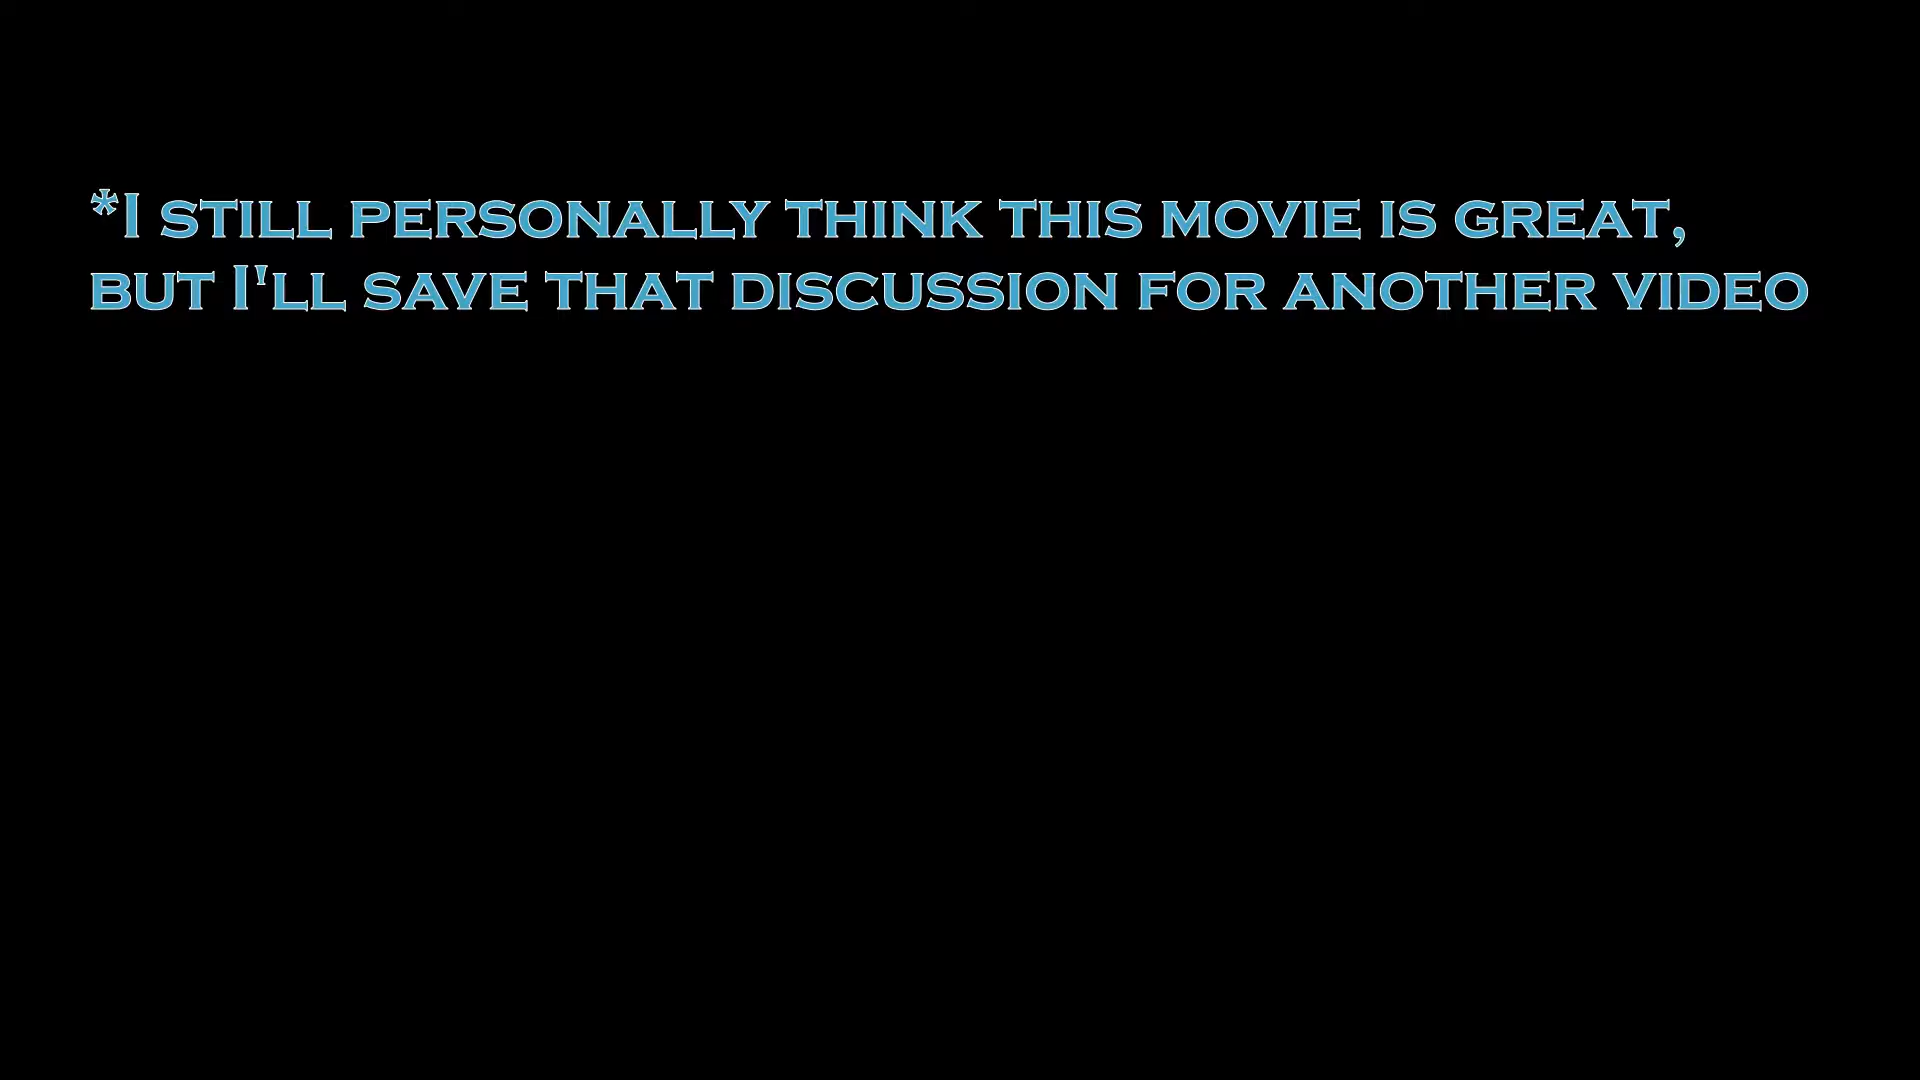 *I still personally think this movie is great,
but I'll save that discussion for another video